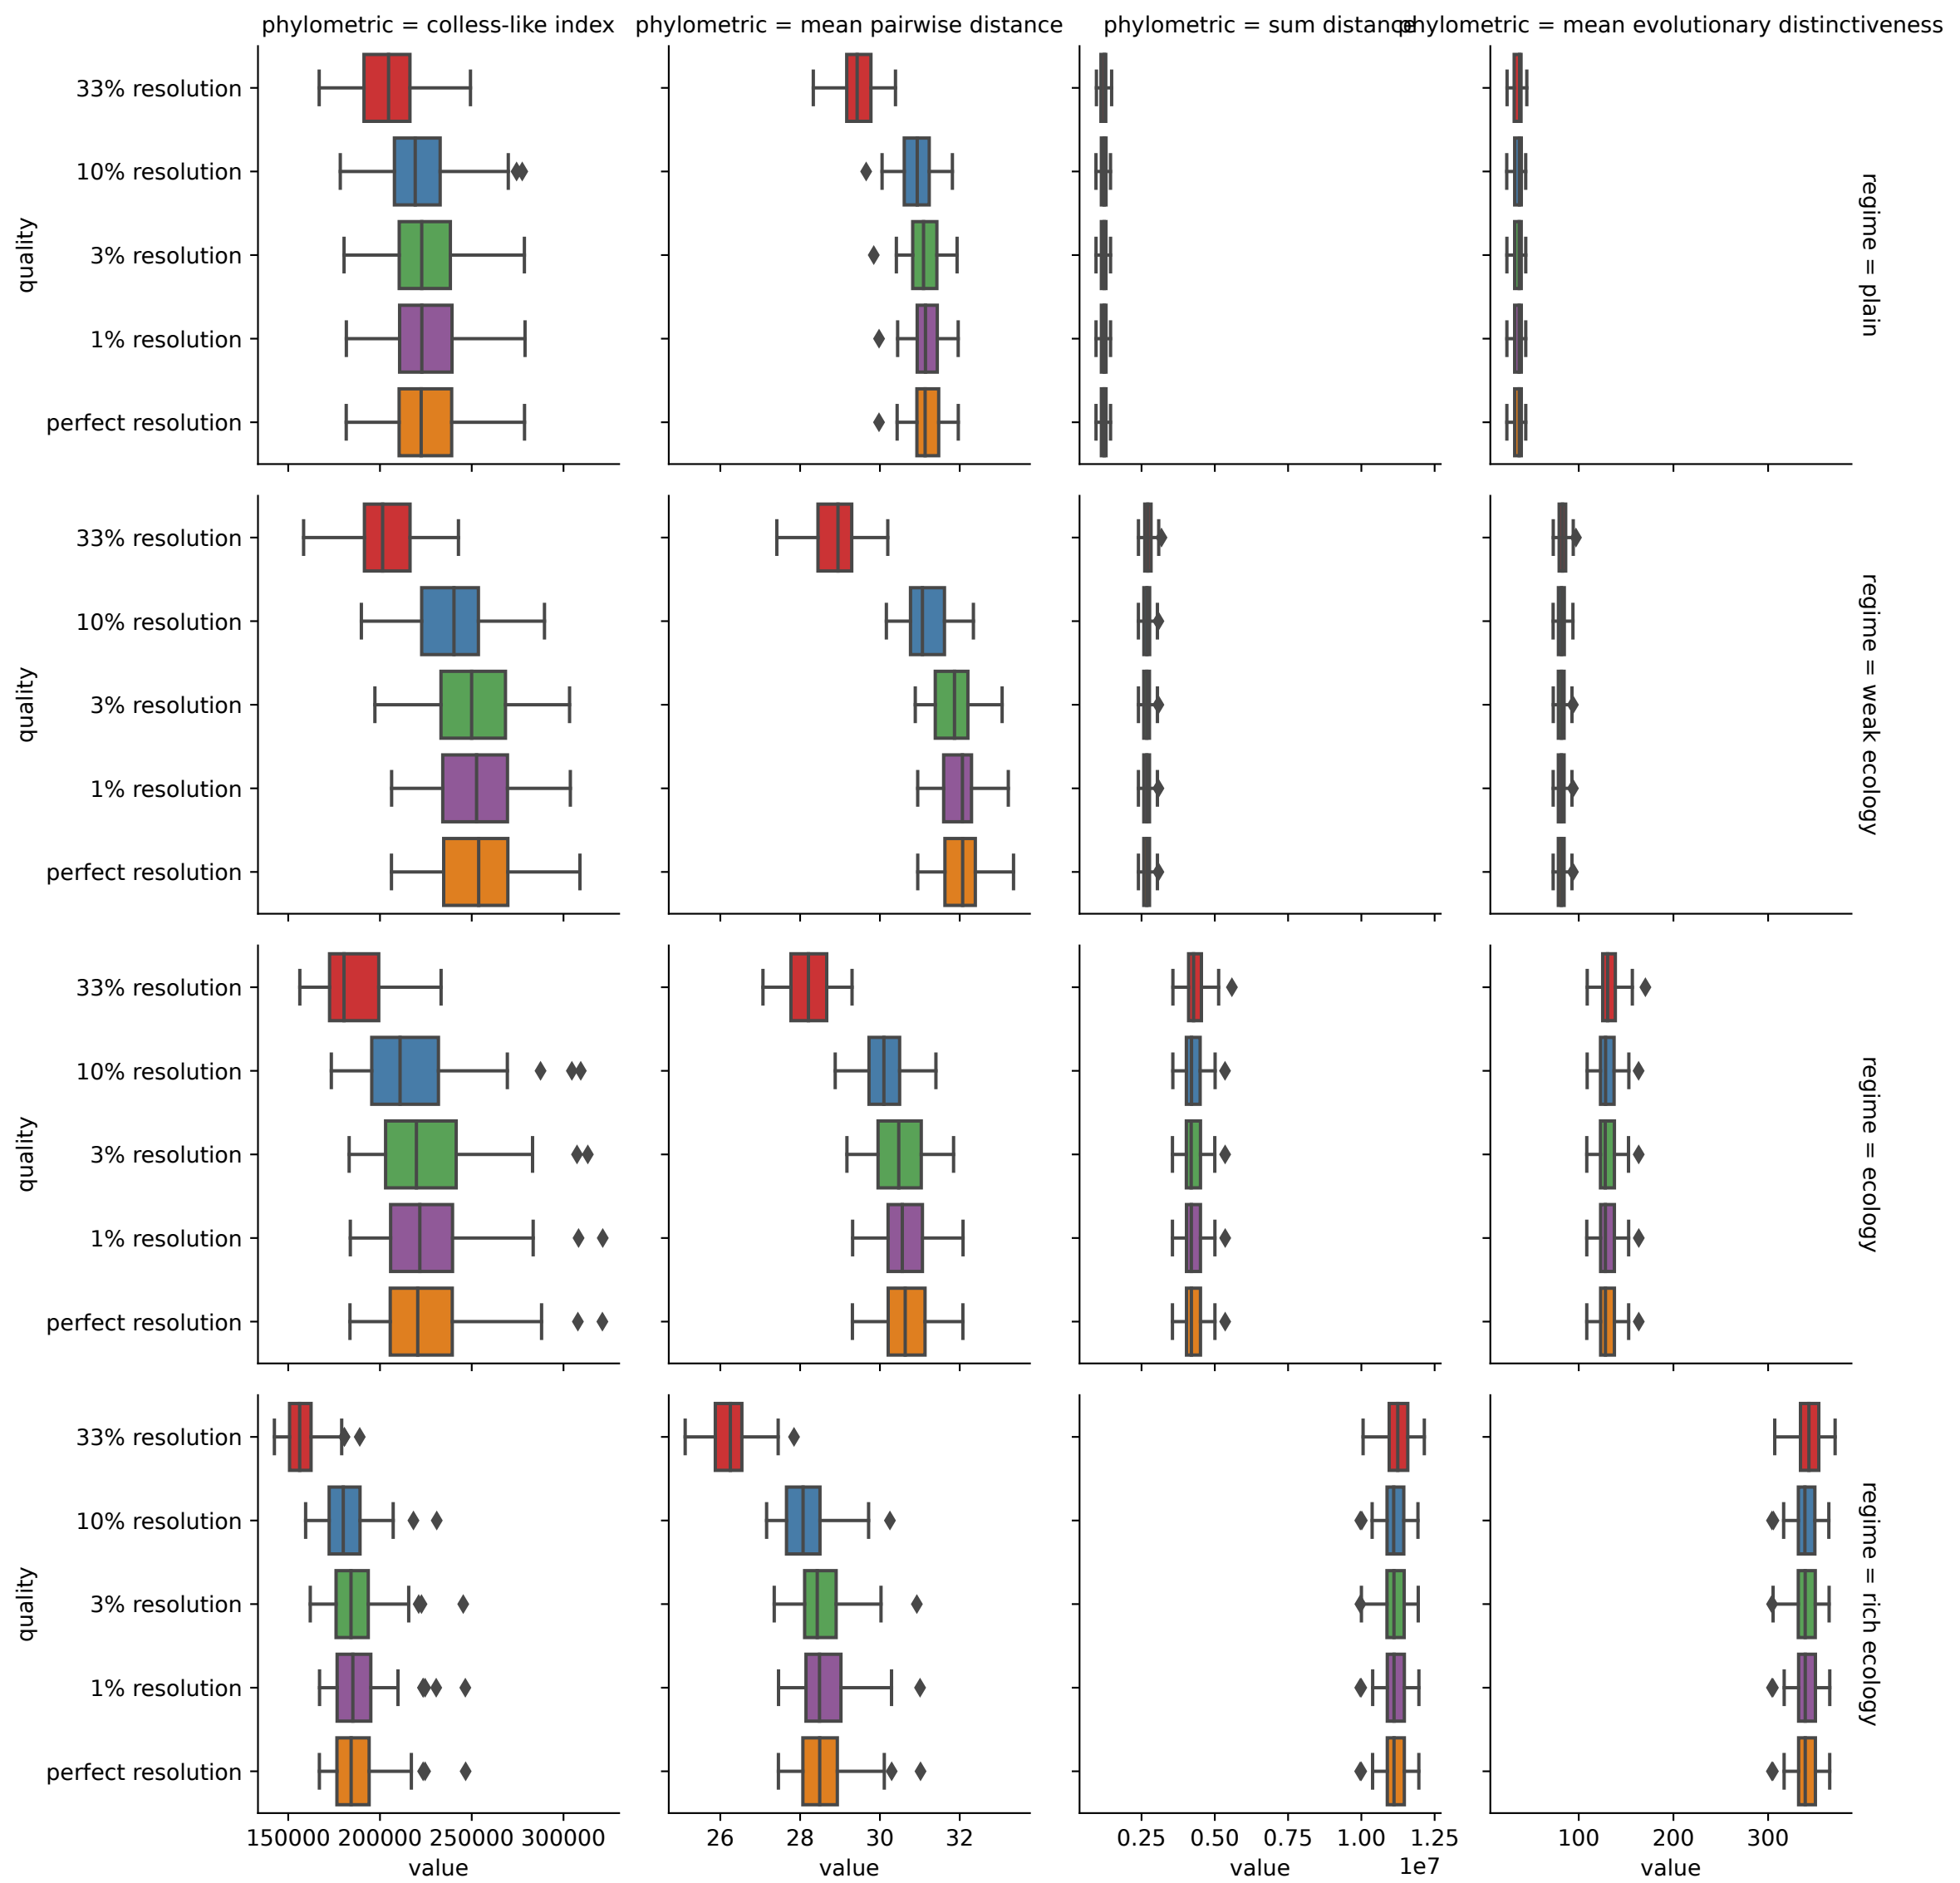 phylometric = colless-like index
phylometric = mean pairwise distance
phylometric = sum distance
phylometric = mean evolutionary distinctiveness
quality
33% resolution
10% resolution
3% resolution
1% resolution
perfect resolution
regime = plain
quality
33% resolution
10% resolution
3% resolution
1% resolution
perfect resolution
regime = weak ecology
quality
33% resolution
10% resolution
3% resolution
1% resolution
perfect resolution
regime = ecology
quality
33% resolution
10% resolution
3% resolution
1% resolution
perfect resolution
regime = rich ecology
150000 200000 250000 300000
value
26 28 30 32
value
0.25 0.50 0.75 1.00 1.25
1e7
value
100 200 300
value